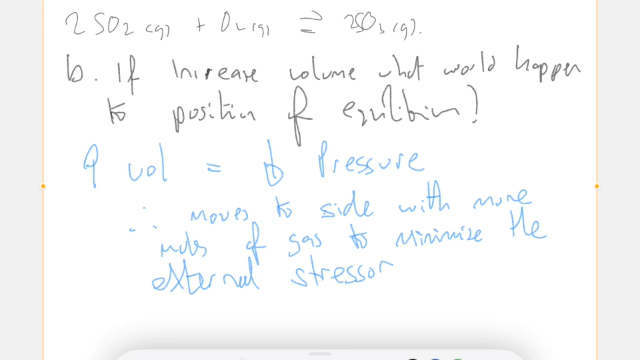 2 SO2 (g) + O2 (g) ⇌ 2SO3 (g).
b. If increase volume what would happen
to position of equilibrium?
↑ vol = ↓ Pressure
∴ moves to side with more
moles of gas to minimize the
external stressor